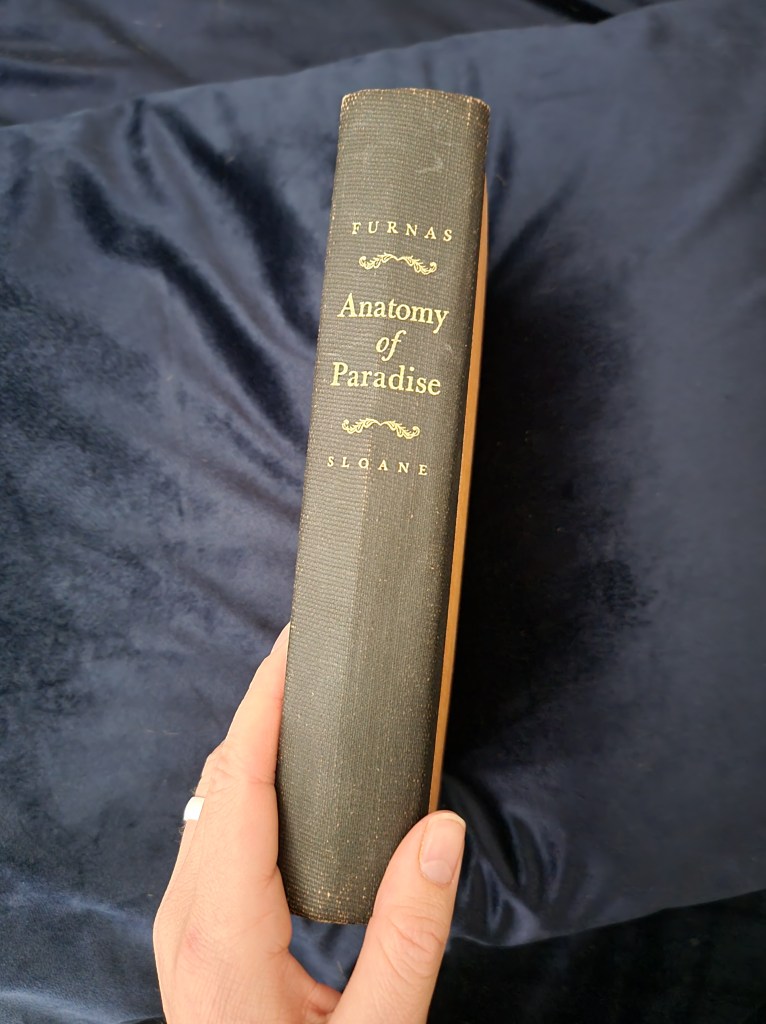 FURNAS
Anatomy
of
Paradise
SLOANE